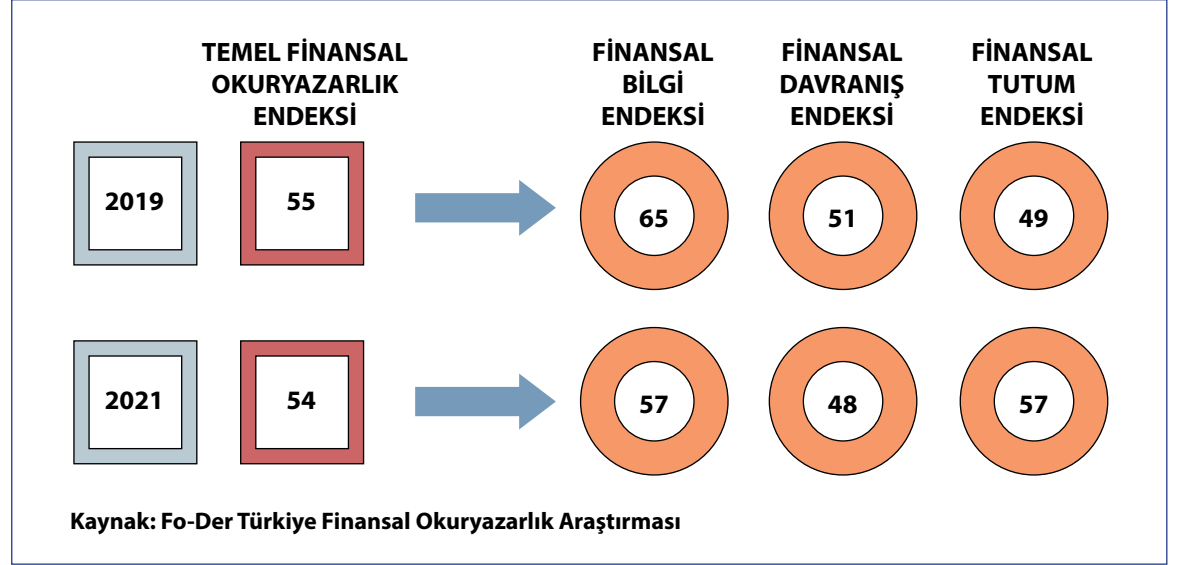 TEMEL FİNANSAL
OKURYAZARLIK
ENDEKSİ
FİNANSAL
BİLGİ
ENDEKSİ
FİNANSAL
DAVRANIŞ
ENDEKSİ
FİNANSAL
TUTUM
ENDEKSİ
2019
55
65
51
49
2021
54
57
48
57
Kaynak: Fo-Der Türkiye Finansal Okuryazarlık Araştırması